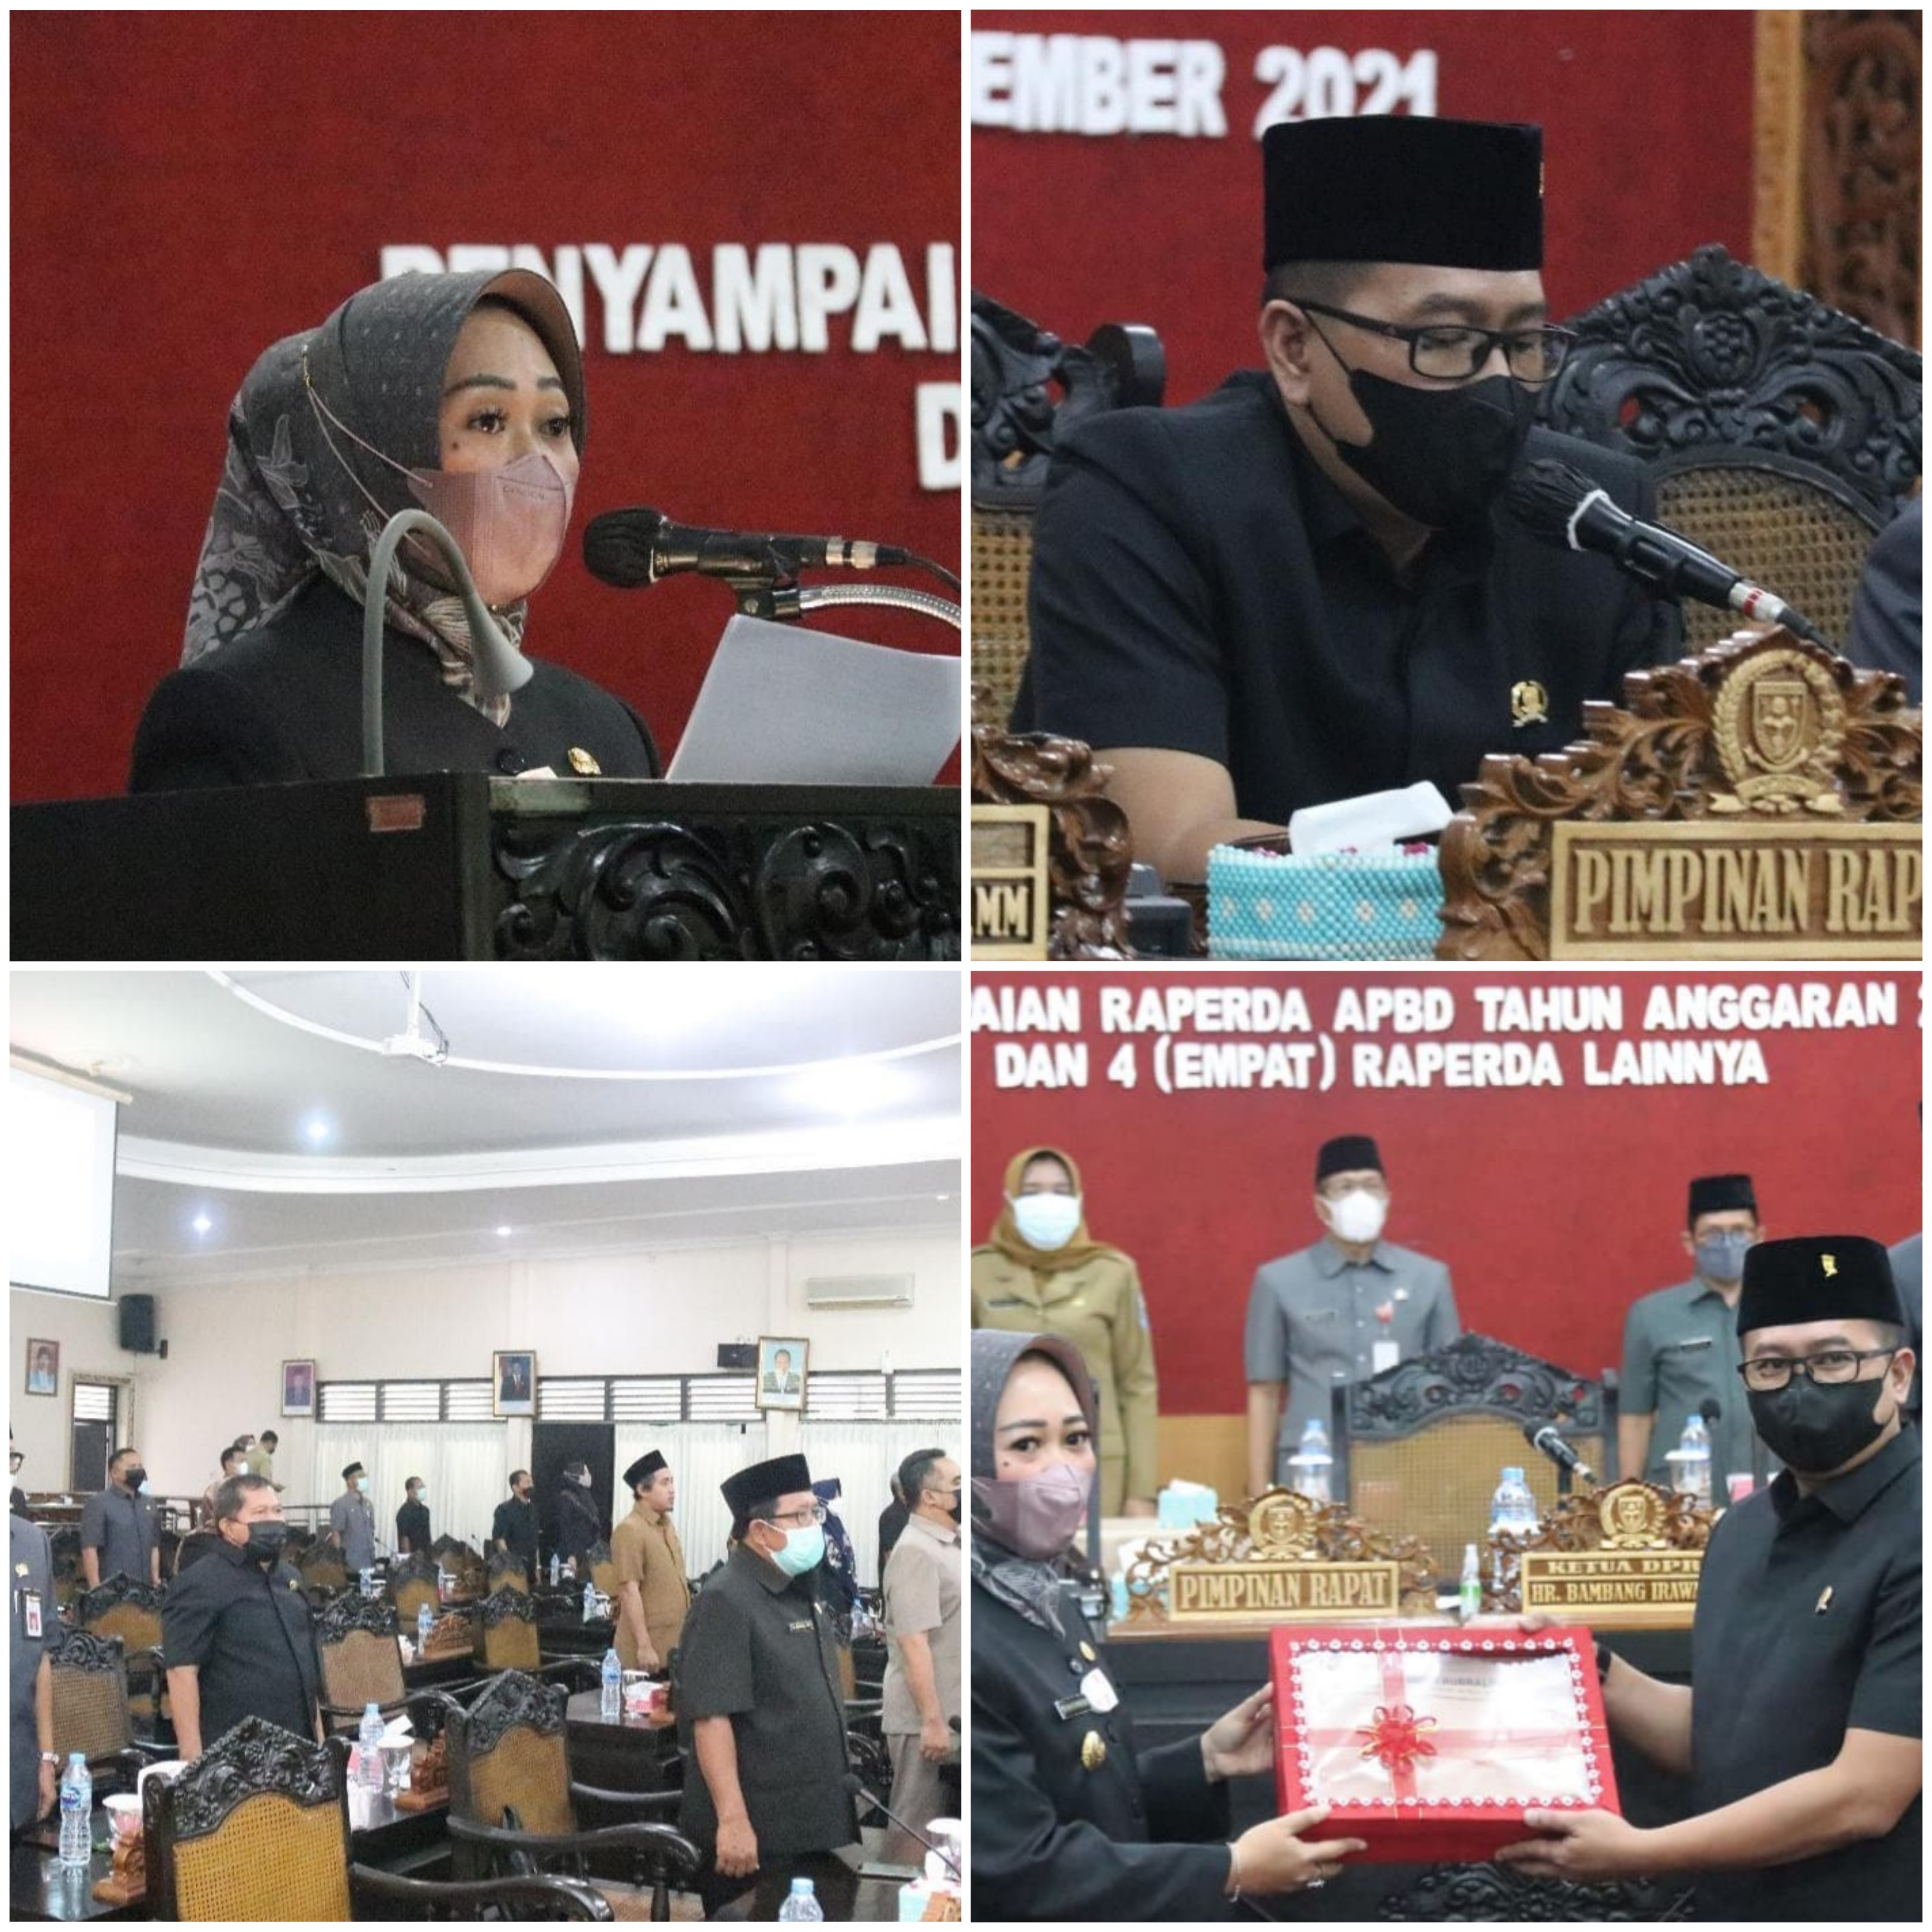 PENYAMPAI
D
EMBER 2021
MM
PIMPINAN RAP
AIAN RAPERDA APBD TAHUN ANGGARAN
DAN 4 (EMPAT) RAPERDA LAINNYA
PIMPINAN RAPAT
KETUA DPR
HR. BAMBANG IRAW